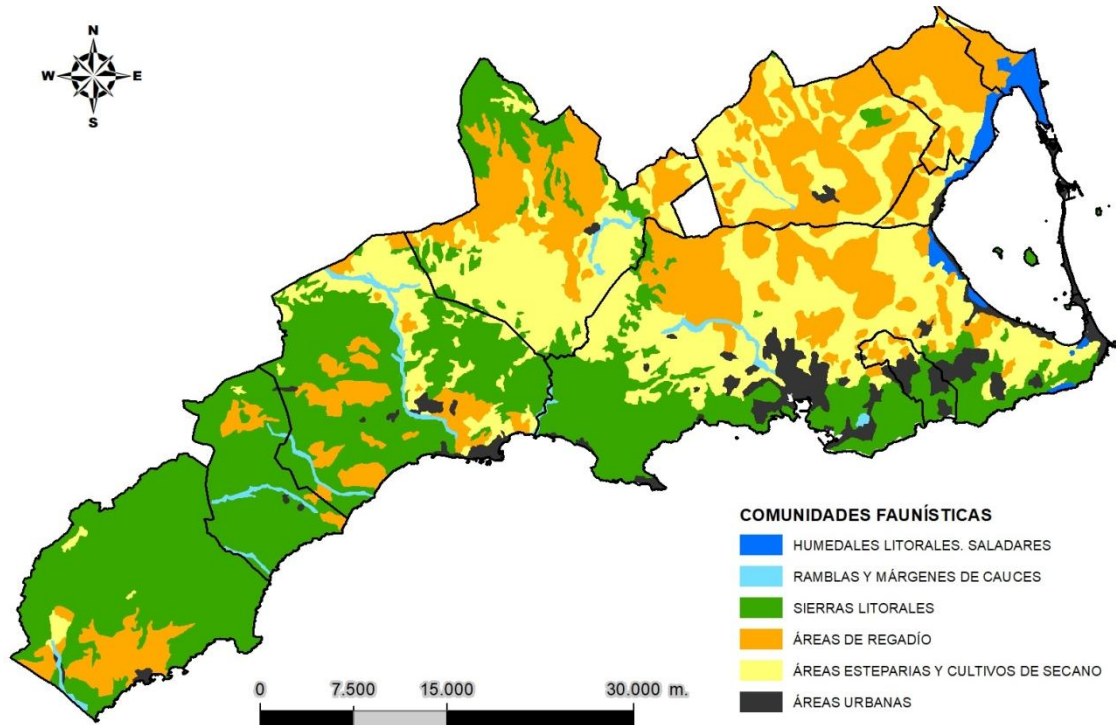 N
W E
S
COMUNIDADES FAUNÍSTICAS
HUMEDALES LITORALES. SALADARES
RAMBLAS Y MÁRGENES DE CAUCES
SIERRAS LITORALES
ÁREAS DE REGADÍO
ÁREAS ESTEPARIAS Y CULTIVOS DE SECANO
ÁREAS URBANAS
0 7.500 15.000 30.000 m.